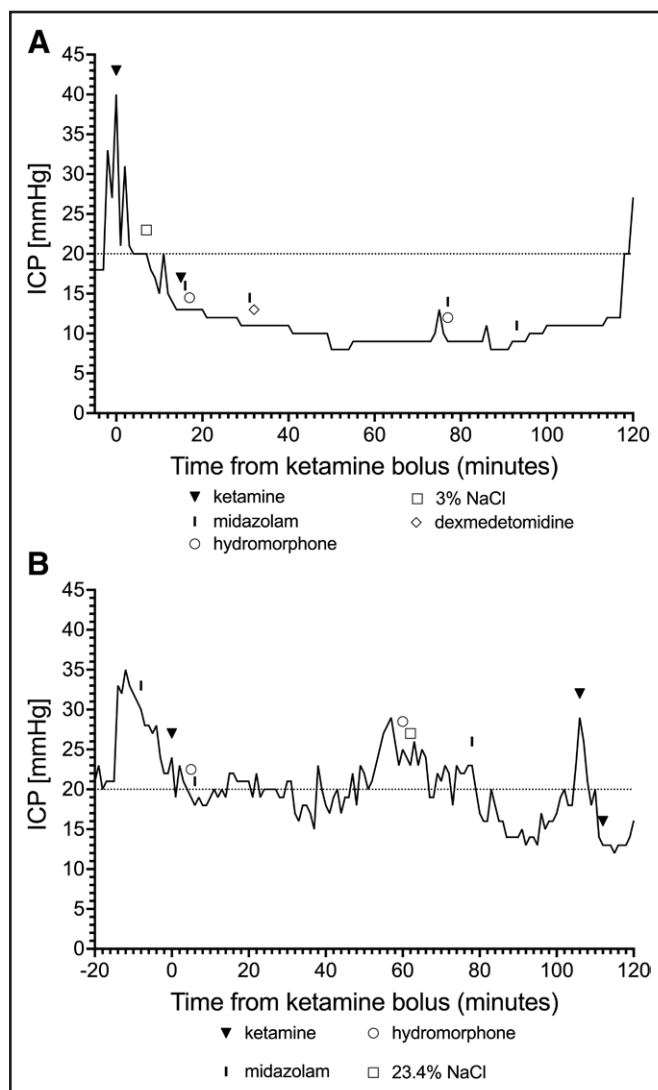 A
45
40
35
30
25
20
15
10
5
0
ICP [mmHg]
0 20 40 60 80 100 120
Time from ketamine bolus (minutes)
ketamine 3% NaCl
midazolam dexmedetomidine
hydromorphone
B
45
40
35
30
25
20
15
10
5
0
ICP [mmHg]
-20 0 20 40 60 80 100 120
Time from ketamine bolus (minutes)
ketamine hydromorphone
midazolam 23.4% NaCl